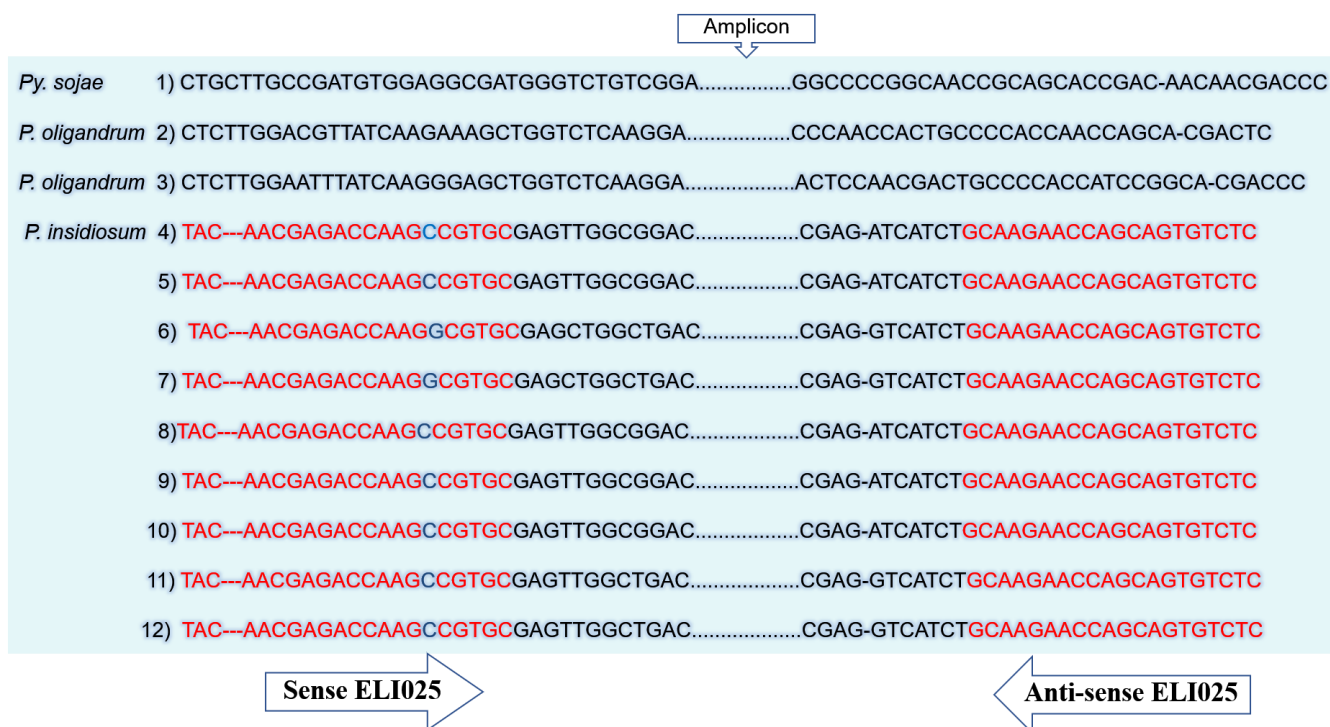 Amplicon
Py. sojae 1) CTGCTTGCCGATGTGGAGGCGATGGGTCTGTCGGA.................GGCCCCGGCAACCGCAGCACCGAC-AACAACGACCC
P. oligandrum 2) CTCTTGGACGTTATCAAGAAAGCTGGTCTCAAGGA...................CCCAACCACTGCCCCACCAACCAGCA-CGACTC
P. oligandrum 3) CTCTTGGAATTTATCAAGGGAGCTGGTCTCAAGGA....................ACTCCAACGACTGCCCCACCATCCGGCA-CGACCC
P. insidiosum 4) TAC---AACGAGACCAAGCCGTGCGAGTTGGCGGAC...................CGAG-ATCATCTGCAAGAACCAGCAGTGTCTC
5) TAC---AACGAGACCAAGCCGTGCGAGTTGGCGGAC...................CGAG-ATCATCTGCAAGAACCAGCAGTGTCTC
6) TAC---AACGAGACCAAGGCGTGCGAGCTGGCTGAC..................CGAG-GTCATCTGCAAGAACCAGCAGTGTCTC
7) TAC---AACGAGACCAAGGCGTGCGAGCTGGCTGAC...................CGAG-GTCATCTGCAAGAACCAGCAGTGTCTC
8)TAC---AACGAGACCAAGCCGTGCGAGTTGGCGGAC....................CGAG-ATCATCTGCAAGAACCAGCAGTGTCTC
9) TAC---AACGAGACCAAGCCGTGCGAGTTGGCGGAC...................CGAG-ATCATCTGCAAGAACCAGCAGTGTCTC
10) TAC---AACGAGACCAAGCCGTGCGAGTTGGCGGAC...................CGAG-ATCATCTGCAAGAACCAGCAGTGTCTC
11) TAC---AACGAGACCAAGCCGTGCGAGTTGGCTGAC...................CGAG-GTCATCTGCAAGAACCAGCAGTGTCTC
12) TAC---AACGAGACCAAGCCGTGCGAGTTGGCTGAC....................CGAG-GTCATCTGCAAGAACCAGCAGTGTCTC
Sense ELI025
Anti-sense ELI025